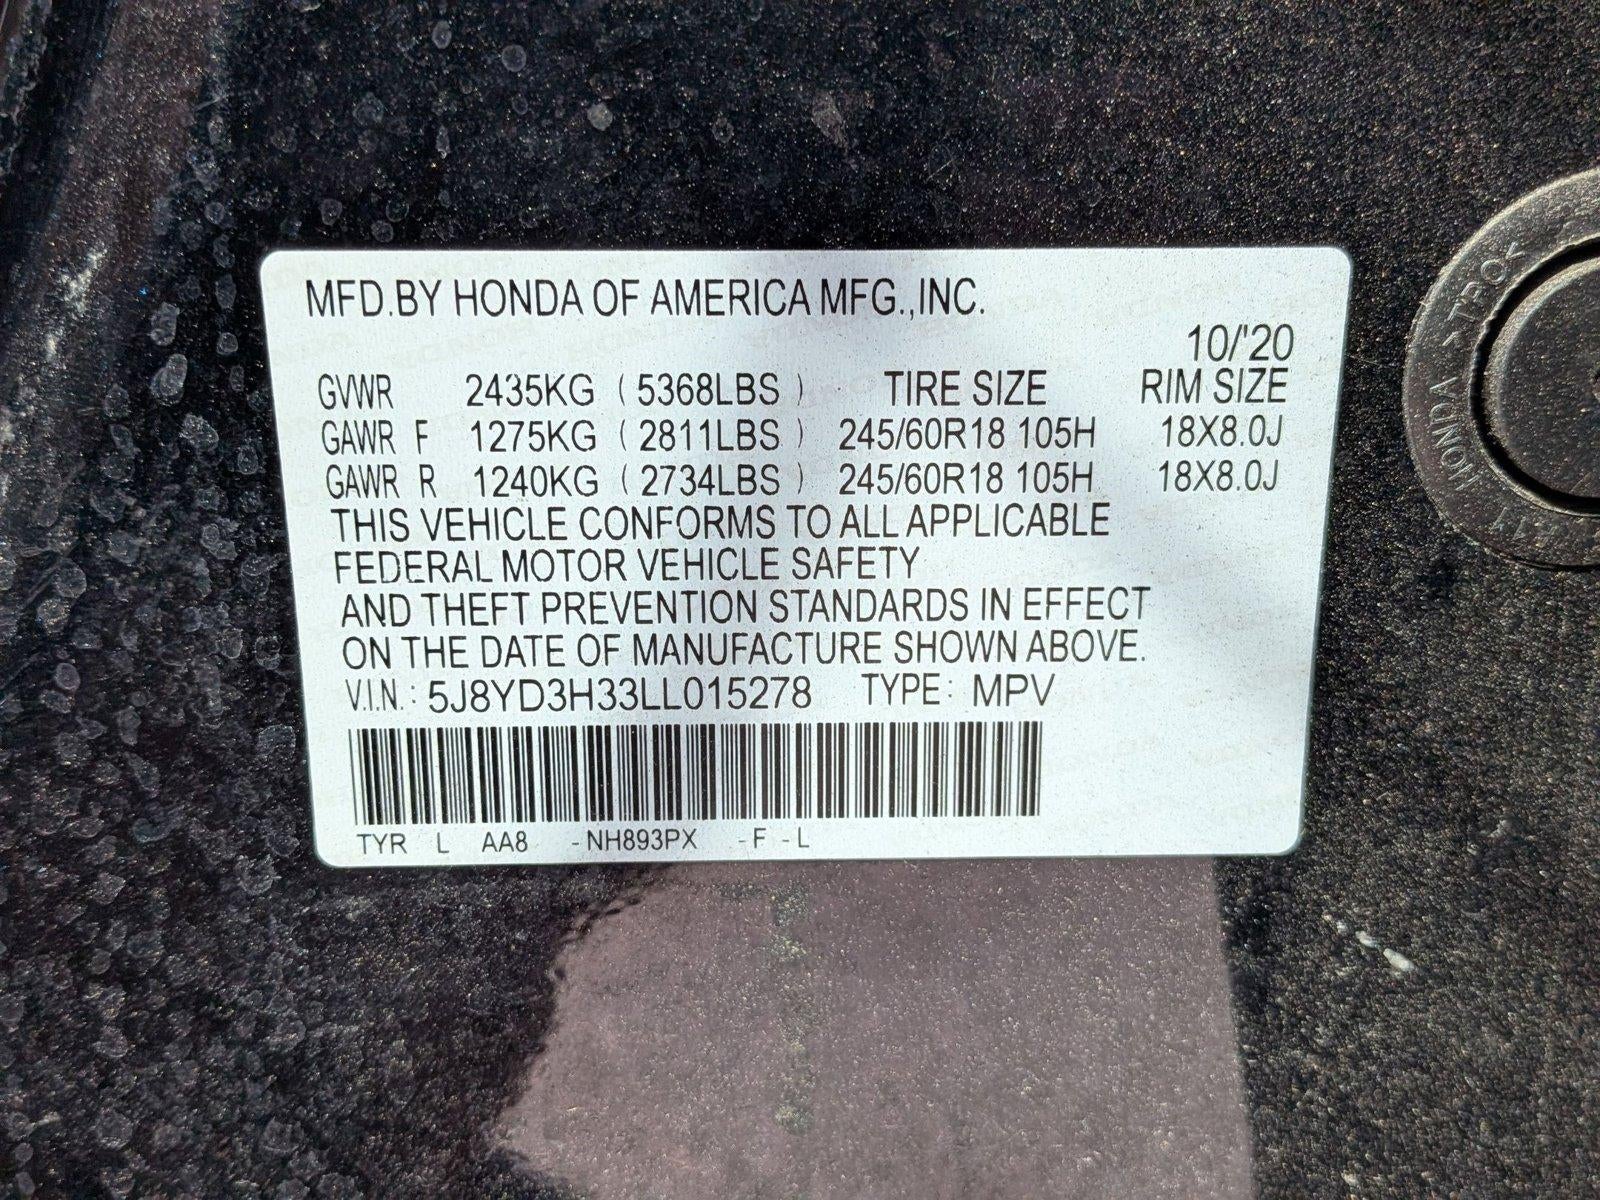 MFD.BY HONDA OF AMERICA MFG.,INC.
10/'20
GVWR 2435KG ( 5368LBS ) TIRE SIZE RIM SIZE
GAWR F 1275KG ( 2811LBS ) 245/60R18 105H 18X8.0J
GAWR R 1240KG ( 2734LBS ) 245/60R18 105H 18X8.0J
THIS VEHICLE CONFORMS TO ALL APPLICABLE
FEDERAL MOTOR VEHICLE SAFETY
AND THEFT PREVENTION STANDARDS IN EFFECT
ON THE DATE OF MANUFACTURE SHOWN ABOVE.
V.I.N.: 5J8YD3H33LL015278 TYPE: MPV
TYR L AA8 -NH893PX -F -L
>TPO<
HONDA